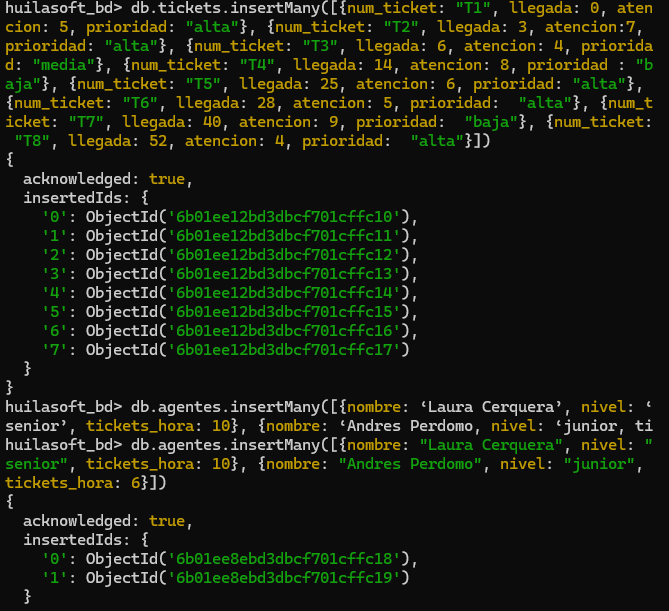 huilasoft_bd> db.tickets.insertMany([{num_ticket: "T1", llegada: 0, aten
cion: 5, prioridad: "alta"}, {num_ticket: "T2", llegada: 3, atencion:7,
prioridad: "alta"}, {num_ticket: "T3", llegada: 6, atencion: 4, priorida
d: "media"}, {num_ticket: "T4", llegada: 14, atencion: 8, prioridad : "b
aja"}, {num_ticket: "T5", llegada: 25, atencion: 6, prioridad: "alta"},
{num_ticket: "T6", llegada: 28, atencion: 5, prioridad:  "alta"}, {num_t
icket: "T7", llegada: 40, atencion: 9, prioridad:  "baja"}, {num_ticket:
 "T8", llegada: 52, atencion: 4, prioridad:  "alta"}])
{
  acknowledged: true,
  insertedIds: {
    '0': ObjectId('6b01ee12bd3dbcf701cffc10'),
    '1': ObjectId('6b01ee12bd3dbcf701cffc11'),
    '2': ObjectId('6b01ee12bd3dbcf701cffc12'),
    '3': ObjectId('6b01ee12bd3dbcf701cffc13'),
    '4': ObjectId('6b01ee12bd3dbcf701cffc14'),
    '5': ObjectId('6b01ee12bd3dbcf701cffc15'),
    '6': ObjectId('6b01ee12bd3dbcf701cffc16'),
    '7': ObjectId('6b01ee12bd3dbcf701cffc17')
  }
}
huilasoft_bd> db.agentes.insertMany([{nombre: ‘Laura Cerquera’, nivel: ‘
senior’, tickets_hora: 10}, {nombre: ‘Andres Perdomo, nivel: ‘junior, ti
huilasoft_bd> db.agentes.insertMany([{nombre: "Laura Cerquera", nivel: "
senior", tickets_hora: 10}, {nombre: "Andres Perdomo", nivel: "junior",
tickets_hora: 6}])
{
  acknowledged: true,
  insertedIds: {
    '0': ObjectId('6b01ee8ebd3dbcf701cffc18'),
    '1': ObjectId('6b01ee8ebd3dbcf701cffc19')
  }